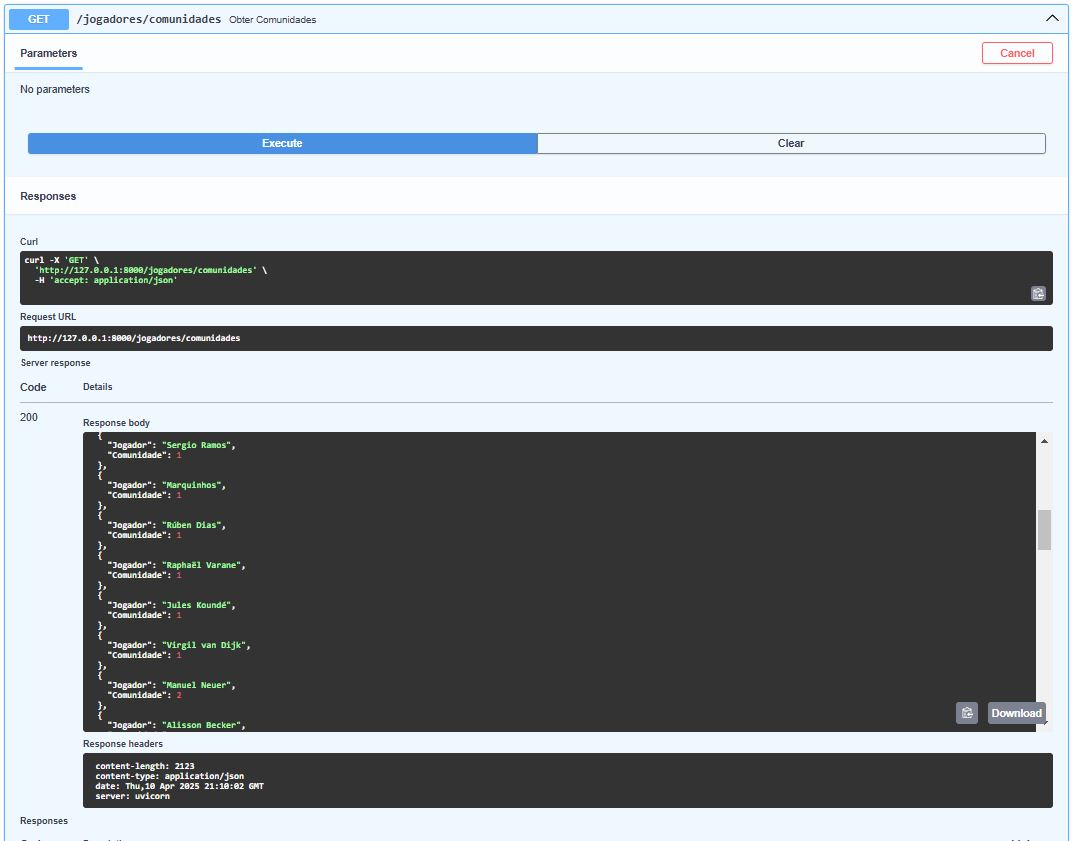 GET /jogadores/comunidades Obter Comunidades
Parameters
Cancel
No parameters
Execute
Clear
Responses
Curl
curl -X 'GET' \
'http://127.0.0.1:8000/jogadores/comunidades' \
-H 'accept: application/json'
Request URL
http://127.0.0.1:8000/jogadores/comunidades
Server response
Code Details
200
Response body
{
"Jogador": "Sergio Ramos",
"Comunidade": 1
},
{
"Jogador": "Marquinhos",
"Comunidade": 1
},
{
"Jogador": "Rúben Dias",
"Comunidade": 1
},
{
"Jogador": "Raphaël Varane",
"Comunidade": 1
},
{
"Jogador": "Jules Koundé",
"Comunidade": 1
},
{
"Jogador": "Virgil van Dijk",
"Comunidade": 1
},
{
"Jogador": "Manuel Neuer",
"Comunidade": 2
},
{
"Jogador": "Alisson Becker",
Download
Response headers
content-length: 2123
content-type: application/json
date: Thu,10 Apr 2025 21:10:02 GMT
server: uvicorn
Responses